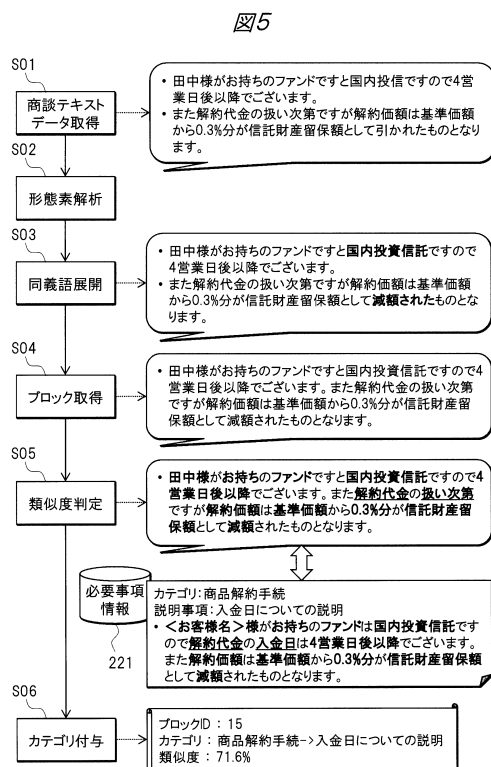 図5
S01
商談テキスト
データ取得
・田中様がお持ちのファンドですと国内投信ですので4営
業日後以降でございます。
・また解約代金の扱い次第ですが解約価額は基準価額
から0.3%分が信託財産留保額として引かれたものとなり
ます。
S02
形態素解析
S03
同義語展開
・田中様がお持ちのファンドですと国内投資信託ですので
4営業日後以降でございます。
・また解約代金の扱い次第ですが解約価額は基準価額
から0.3%分が信託財産留保額として減額されたものとな
ります。
S04
ブロック取得
・田中様がお持ちのファンドですと国内投資信託ですので4
営業日後以降でございます。また解約代金の扱い次第
ですが解約価額は基準価額から0.3%分が信託財産留
保額として減額されたものとなります。
S05
類似度判定
・田中様がお持ちのファンドですと国内投資信託ですので4
営業日後以降でございます。また解約代金の扱い次第
ですが解約価額は基準価額から0.3%分が信託財産留
保額として減額されたものとなります。
必要事項
情報
221
カテゴリ:商品解約手続
説明事項:入金日についての説明
・<お客様名>様がお持ちのファンドは国内投資信託です
ので解約代金の入金日は4営業日後以降でございます。
また解約価額は基準価額から0.3%分が信託財産留保額
として減額されたものとなります。
S06
カテゴリ付与
ブロックID : 15
カテゴリ : 商品解約手続->入金日についての説明
類似度 : 71.6%